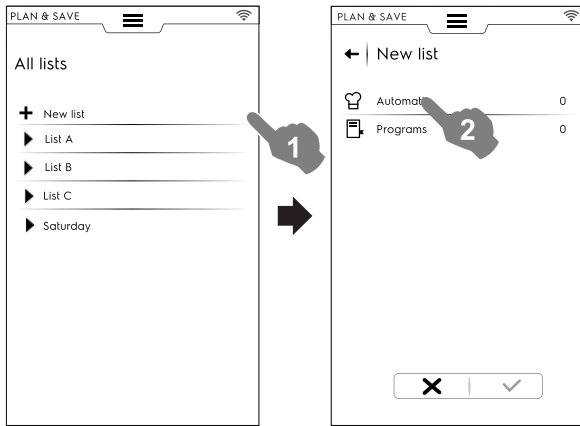 PLAN & SAVE
All lists
New list
List A
List B
List C
Saturday
1
PLAN & SAVE
New list
Automat 0
Programs 0
2